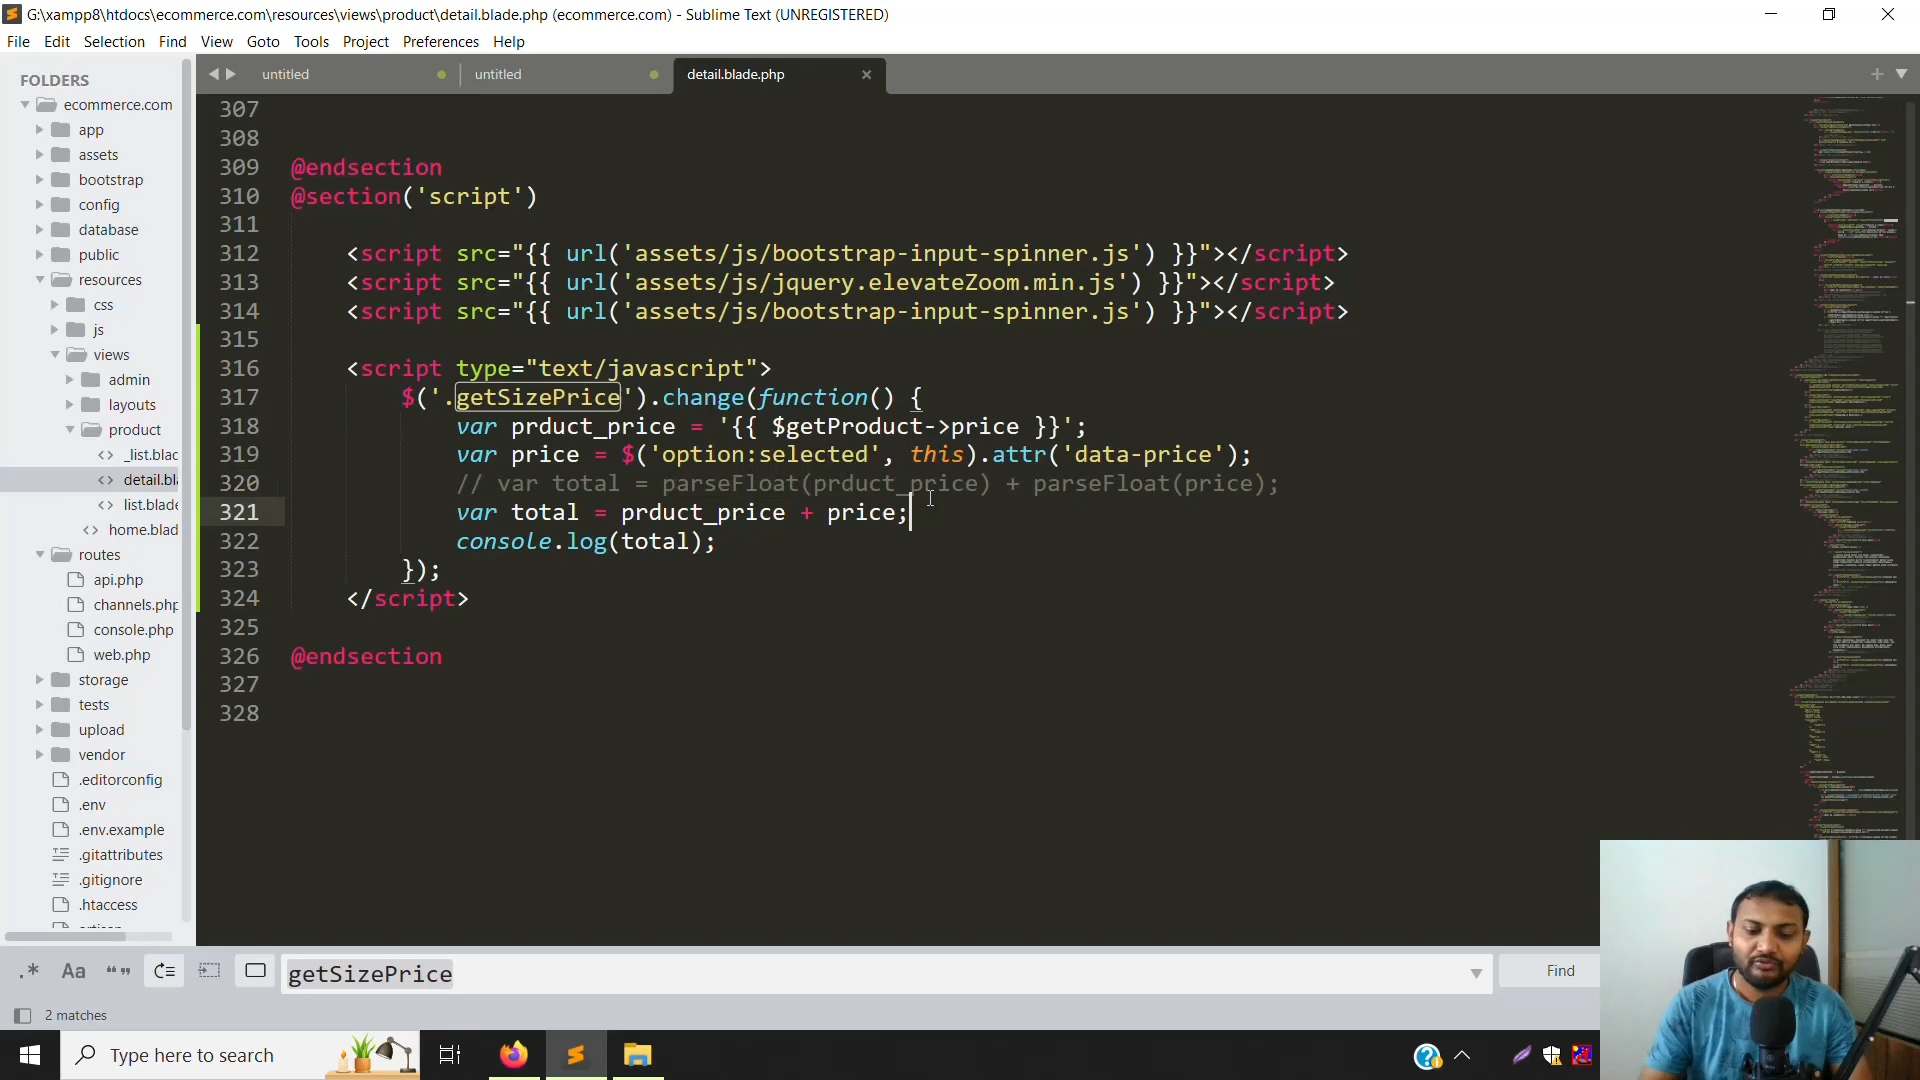 G:\xampp8\htdocs\ecommerce.com\resources\views\product\detail.blade.php (ecommerce.com) - Sublime Text (UNREGISTERED)
File Edit Selection Find View Goto Tools Project Preferences Help
FOLDERS
ecommerce.com
app
assets
bootstrap
config
database
public
resources
css
js
views
admin
layouts
product
_list.blac
detail.bl
list.blade
home.blad
routes
api.php
channels.php
console.php
web.php
storage
tests
upload
vendor
.editorconfig
.env
.env.example
.gitattributes
.gitignore
.htaccess
untitled untitled detail.blade.php
307
308
309 @endsection
310 @section('script')
311
312 <script src="{{ url('assets/js/bootstrap-input-spinner.js') }}"></script>
313 <script src="{{ url('assets/js/jquery.elevateZoom.min.js') }}"></script>
314 <script src="{{ url('assets/js/bootstrap-input-spinner.js') }}"></script>
315
316 <script type="text/javascript">
317 $('.getSizePrice').change(function() {
318 var prduct_price = '{{ $getProduct->price }}';
319 var price = $('option:selected', this).attr('data-price');
320 // var total = parseFloat(prduct_price) + parseFloat(price);
321 var total = prduct_price + price;
322 console.log(total);
323 });
324 </script>
325
326 @endsection
327
328
.* Aa “” getSizePrice Find
2 matches
Type here to search